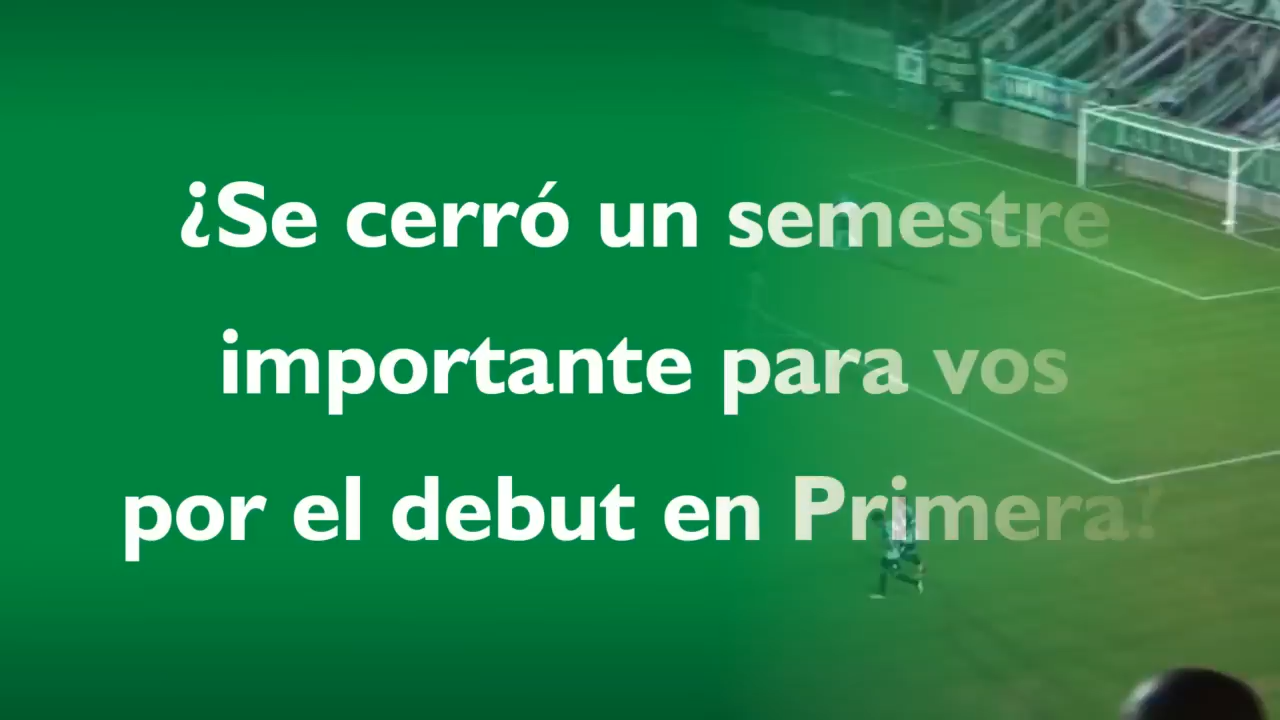 ¿Se cerró un semestre
importante para vos
por el debut en Primera?